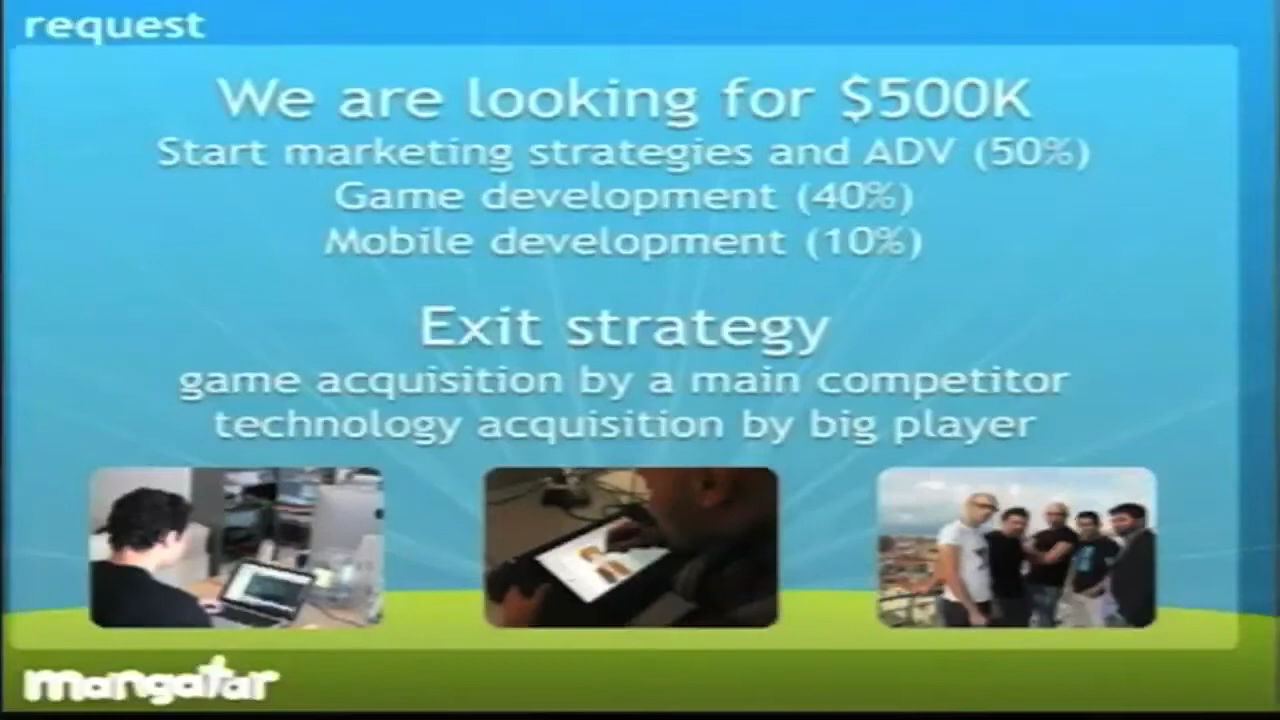 request
We are looking for $500K
Start marketing strategies and ADV (50%)
Game development (40%)
Mobile development (10%)
Exit strategy
game acquisition by a main competitor
technology acquisition by big player
mangatar